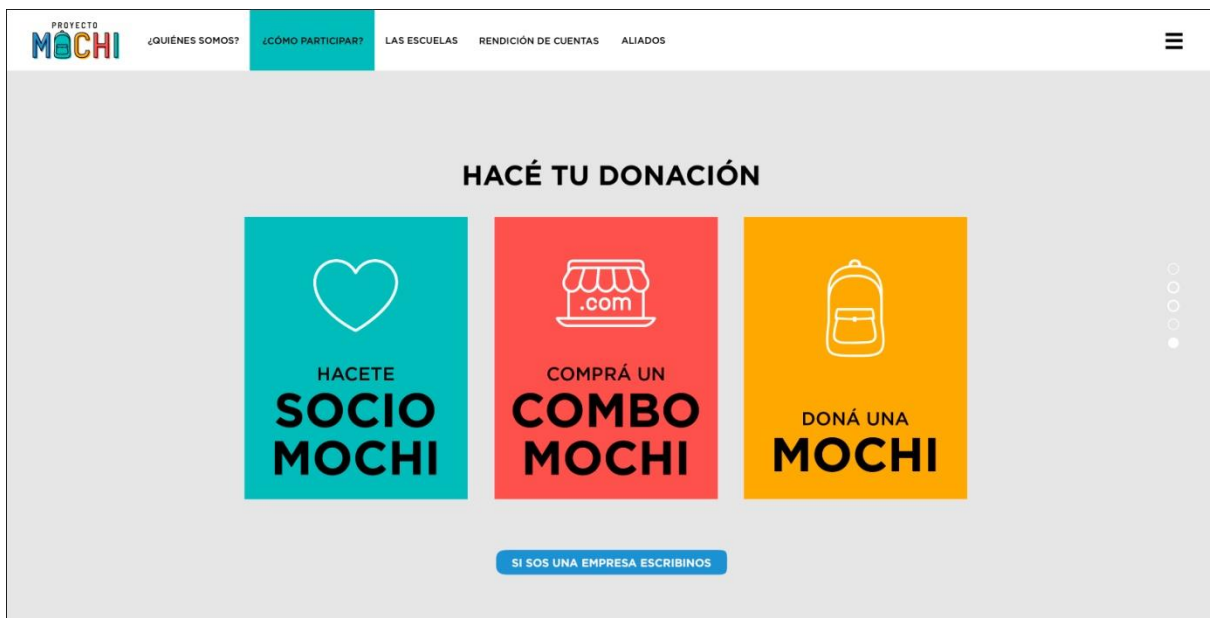 PROYECTO
MOCHI
¿QUIÉNES SOMOS?
¿CÓMO PARTICIPAR?
LAS ESCUELAS
RENDICIÓN DE CUENTAS
ALIADOS
HACÉ TU DONACIÓN
HACETE
SOCIO
MOCHI
.com
COMPRÁ UN
COMBO
MOCHI
DONÁ UNA
MOCHI
SI SOS UNA EMPRESA ESCRIBINOS